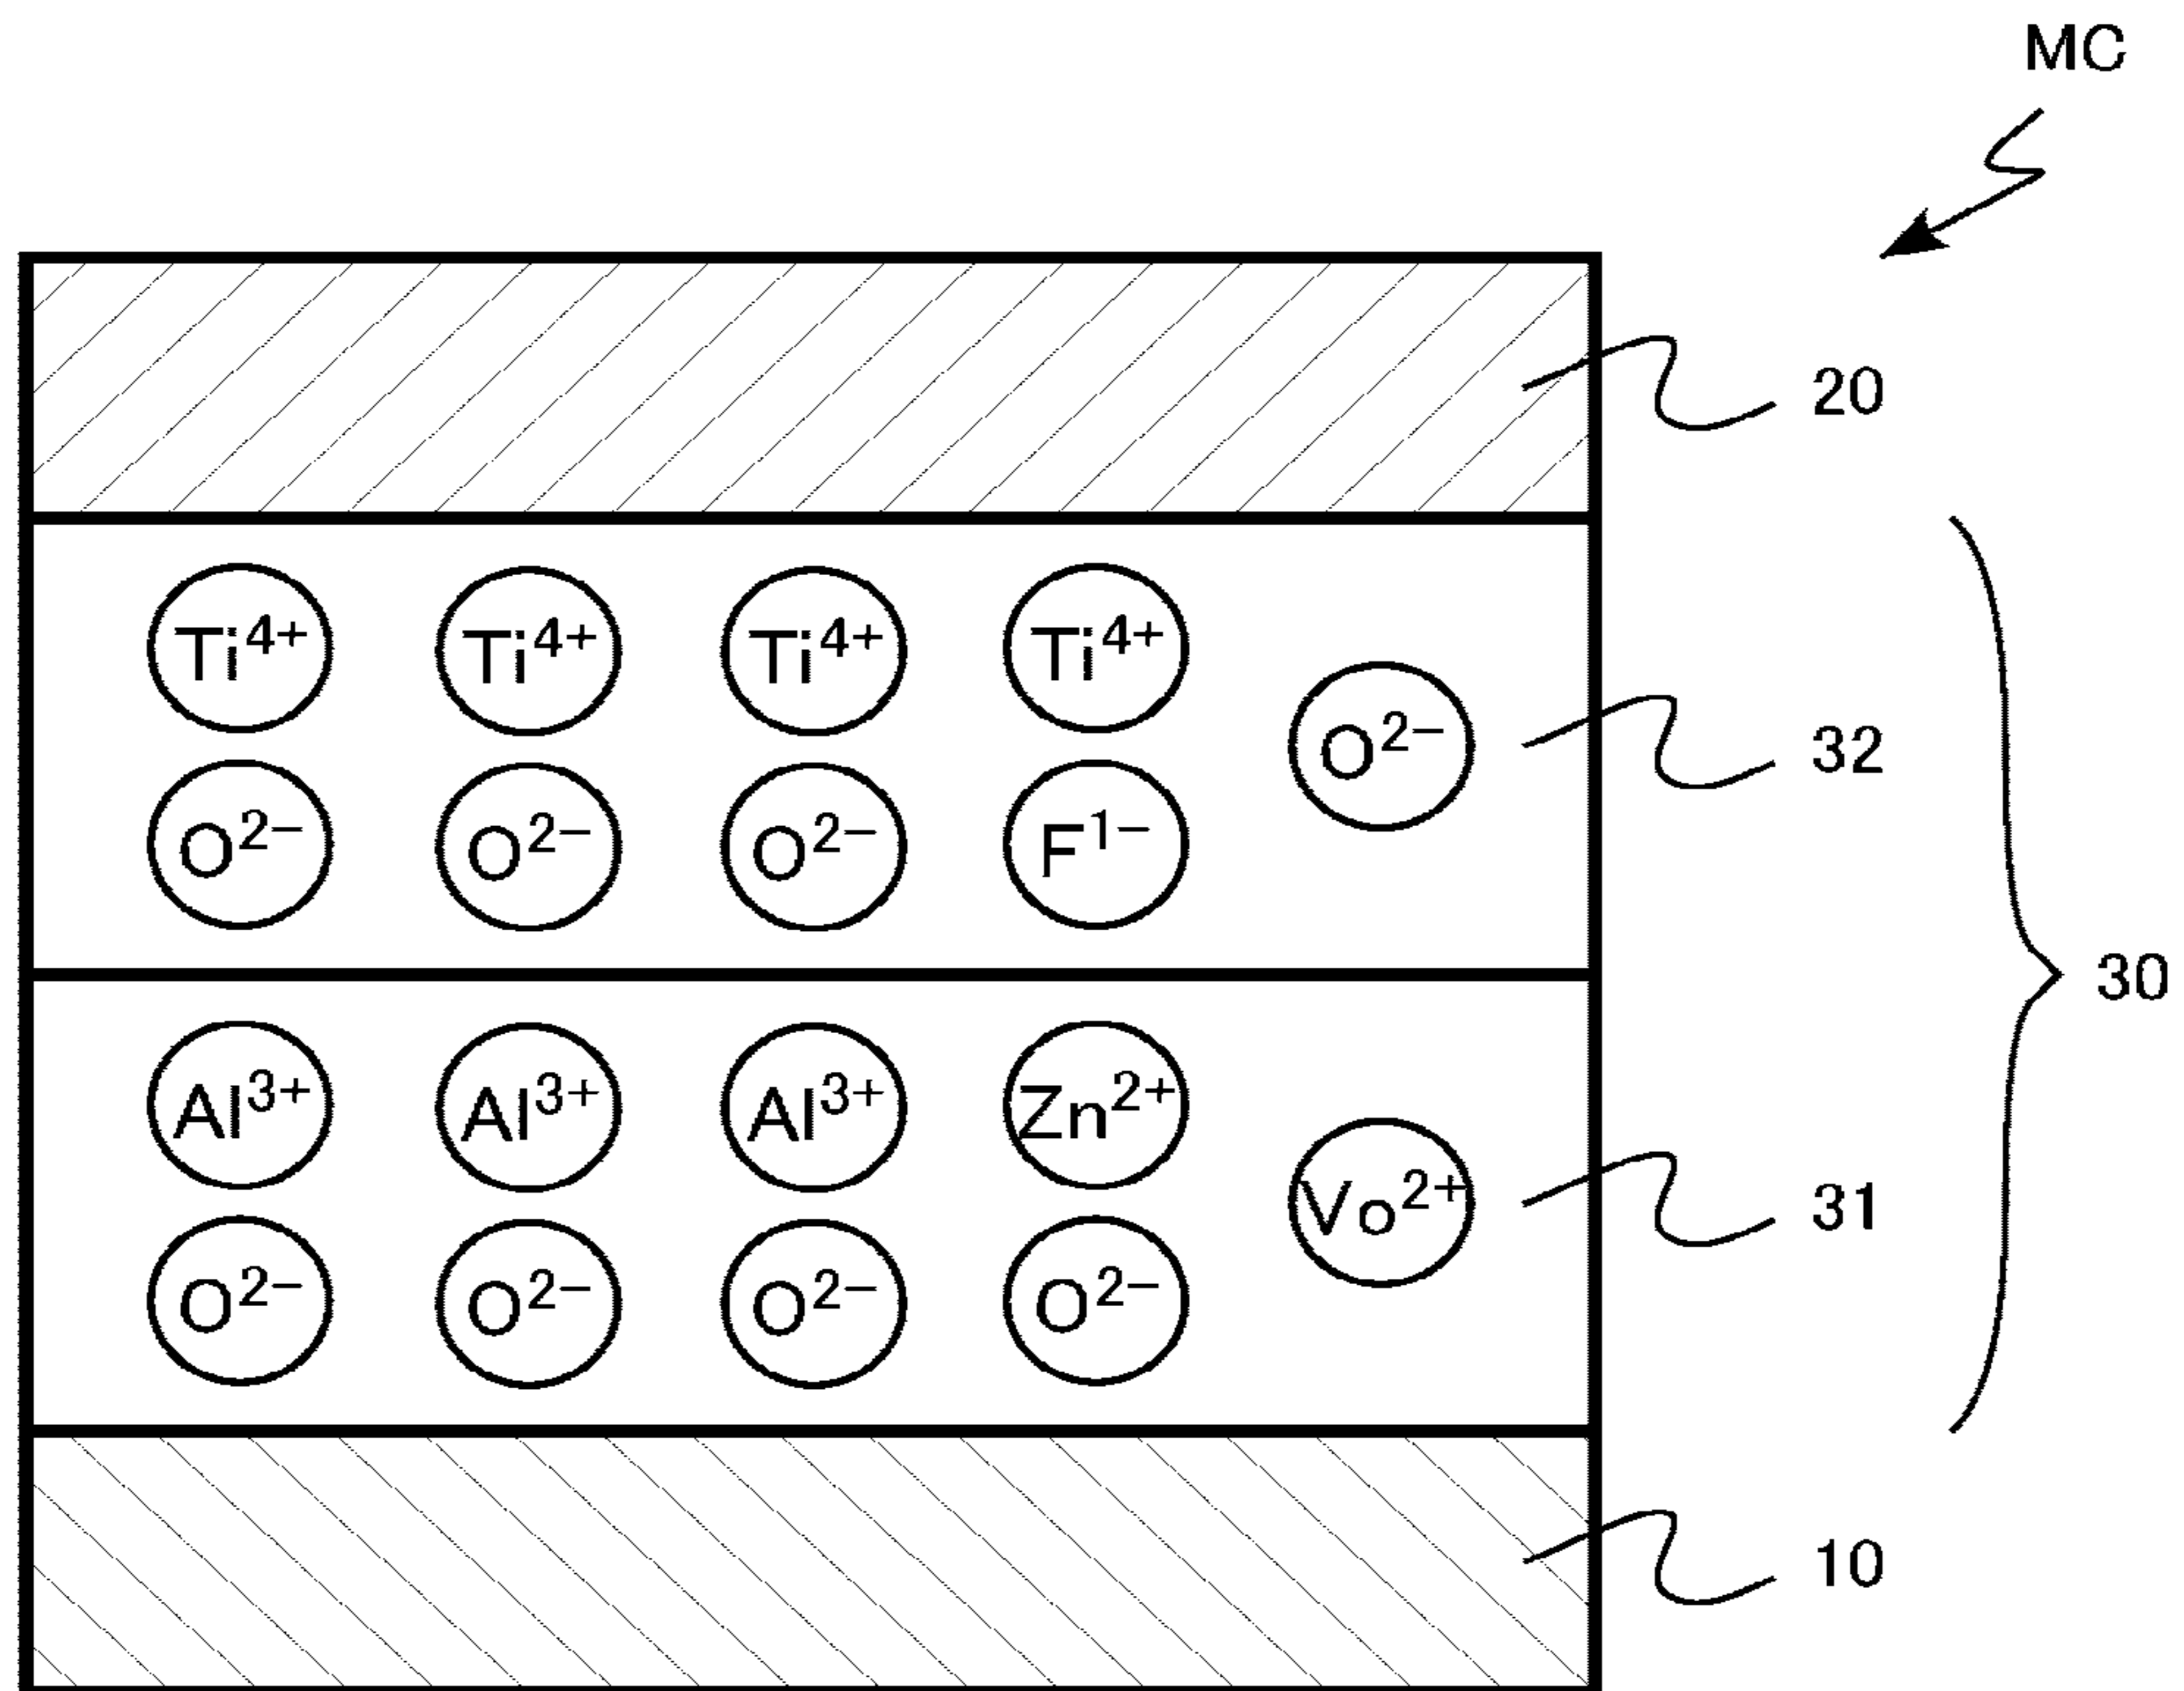 MC
20
Ti4+ Ti4+ Ti4+ Ti4+
O2−
32
O2− O2− O2− F1−
30
Al3+ Al3+ Al3+ Zn2+
Vo2+
31
O2− O2− O2− O2−
10